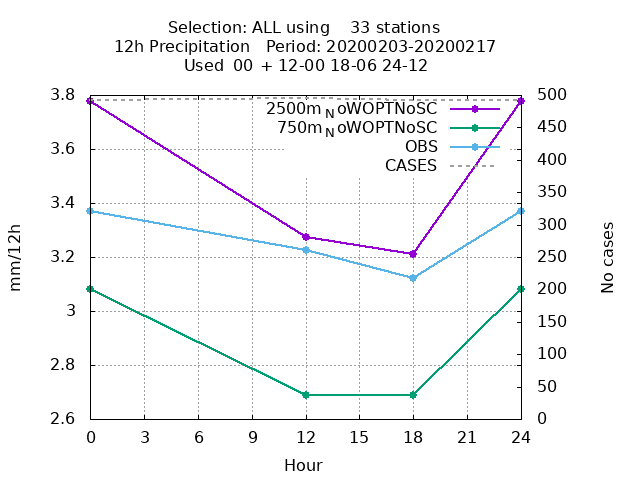 Selection: ALL using    33 stations
12h Precipitation   Period: 20200203-20200217
Used  00 + 12-00 18-06 24-12
3.8
3.6
3.4
3.2
3
2.8
2.6
mm/12h
2500m_NoWOPTNoSC
750m_NoWOPTNoSC
OBS
CASES
500
450
400
350
300
250
200
150
100
50
0
No cases
0 3 6 9 12 15 18 21 24
Hour